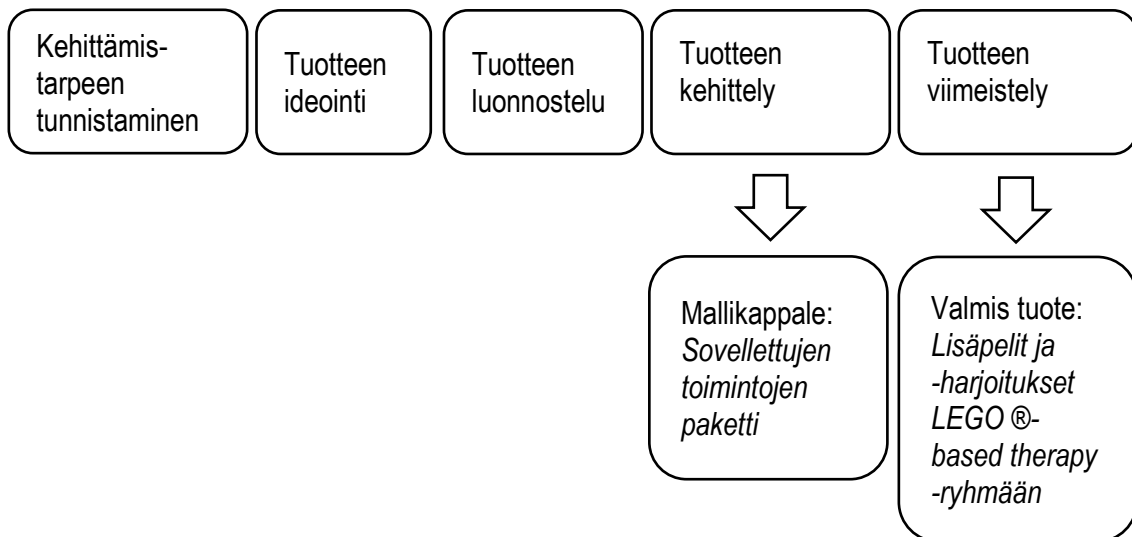 Kehittämis-
tarpeen
tunnistaminen
Tuotteen
ideointi
Tuotteen
luonnostelu
Tuotteen
kehittely
Tuotteen
viimeistely
Mallikappale:
Sovellettujen
toimintojen
paketti
Valmis tuote:
Lisäpelit ja
-harjoitukset
LEGO ®-
based therapy
-ryhmään